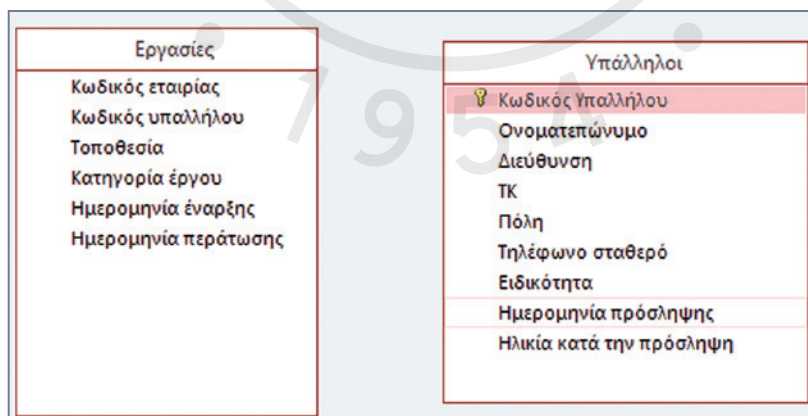 Εργασίες
Κωδικός εταιρίας
Κωδικός υπαλλήλου
Τοποθεσία
Κατηγορία έργου
Ημερομηνία έναρξης
Ημερομηνία περάτωσης
Υπάλληλοι
Κωδικός Υπαλλήλου
Ονοματεπώνυμο
Διεύθυνση
ΤΚ
Πόλη
Τηλέφωνο σταθερό
Ειδικότητα
Ημερομηνία πρόσληψης
Ηλικία κατά την πρόσληψη
1954